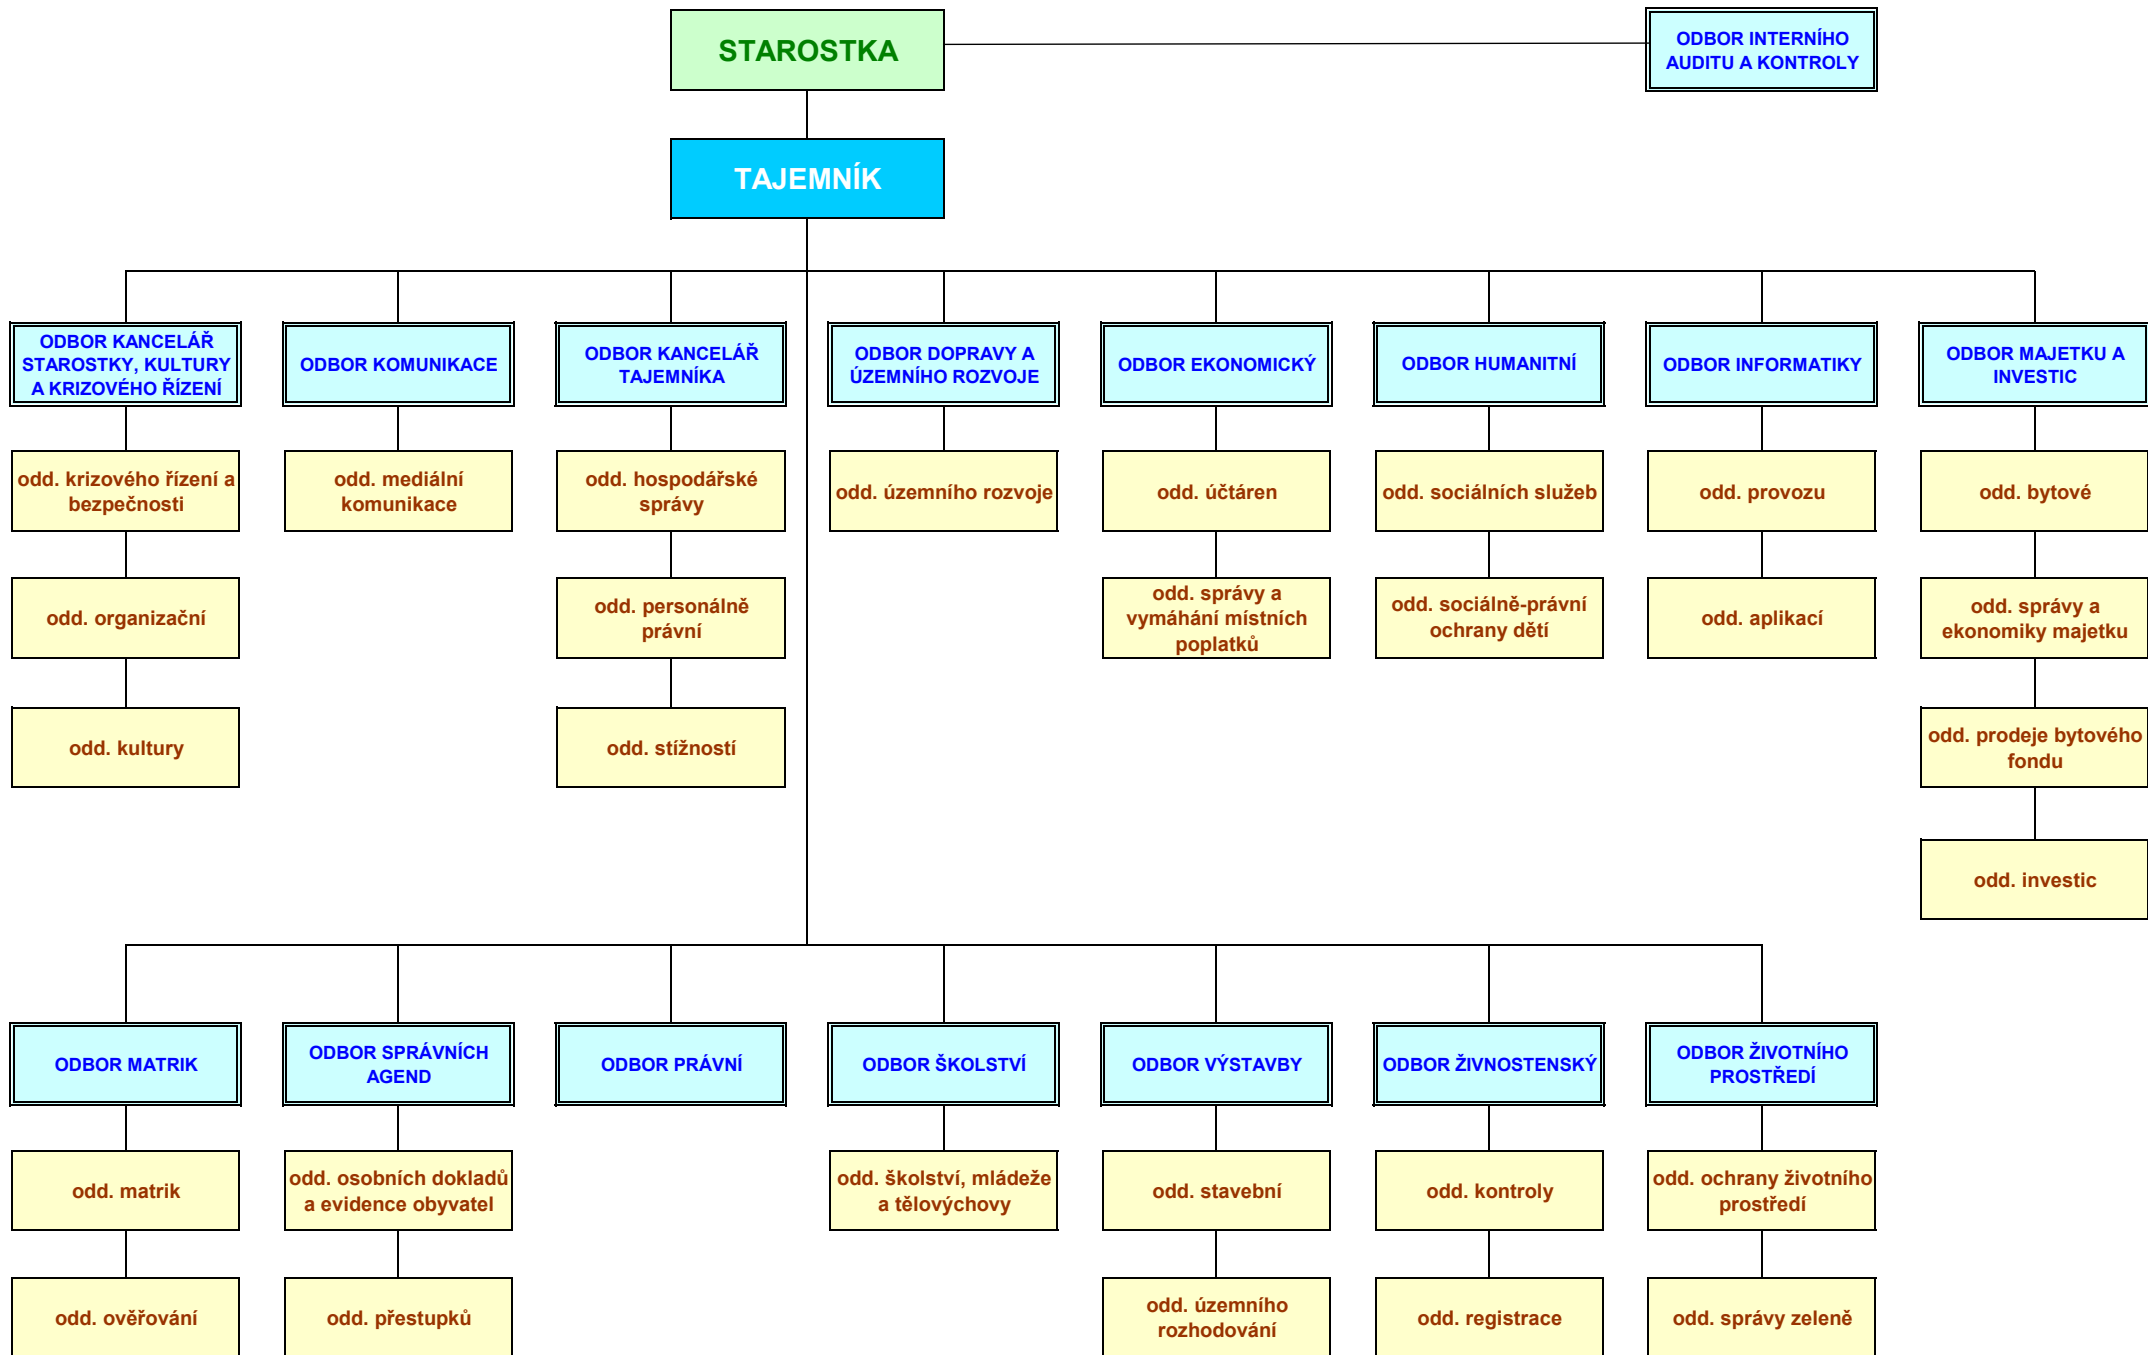 STAROSTKA
ODBOR INTERNÍHO
AUDITU A KONTROLY
TAJEMNÍK
ODBOR KANCELÁŘ
STAROSTKY, KULTURY
A KRIZOVÉHO ŘÍZENÍ
ODBOR KOMUNIKACE
ODBOR KANCELÁŘ
TAJEMNÍKA
ODBOR DOPRAVY A
ÚZEMNÍHO ROZVOJE
ODBOR EKONOMICKÝ
ODBOR HUMANITNÍ
ODBOR INFORMATIKY
ODBOR MAJETKU A
INVESTIC
odd. krizového řízení a
bezpečnosti
odd. mediální
komunikace
odd. hospodářské
správy
odd. územního rozvoje
odd. účtáren
odd. sociálních služeb
odd. provozu
odd. bytové
odd. organizační
odd. personálně
právní
odd. správy a
vymáhání místních
poplatků
odd. sociálně-právní
ochrany dětí
odd. aplikací
odd. správy a
ekonomiky majetku
odd. kultury
odd. stížností
odd. prodeje bytového
fondu
odd. investic
ODBOR MATRIK
ODBOR SPRÁVNÍCH
AGEND
ODBOR PRÁVNÍ
ODBOR ŠKOLSTVÍ
ODBOR VÝSTAVBY
ODBOR ŽIVNOSTENSKÝ
ODBOR ŽIVOTNÍHO
PROSTŘEDÍ
odd. matrik
odd. osobních dokladů
a evidence obyvatel
odd. školství, mládeže
a tělovýchovy
odd. stavební
odd. kontroly
odd. ochrany životního
prostředí
odd. ověřování
odd. přestupků
odd. územního
rozhodování
odd. registrace
odd. správy zeleně